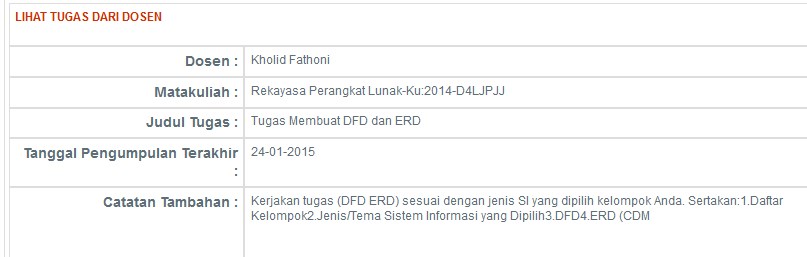 LIHAT TUGAS DARI DOSEN
Dosen : Kholid Fathoni
Matakuliah : Rekayasa Perangkat Lunak-Ku:2014-D4LJPJJ
Judul Tugas : Tugas Membuat DFD dan ERD
Tanggal Pengumpulan Terakhir : 24-01-2015
Catatan Tambahan : Kerjakan tugas (DFD ERD) sesuai dengan jenis SI yang dipilih kelompok Anda. Sertakan:1.Daftar
Kelompok2.Jenis/Tema Sistem Informasi yang Dipilih3.DFD4.ERD (CDM